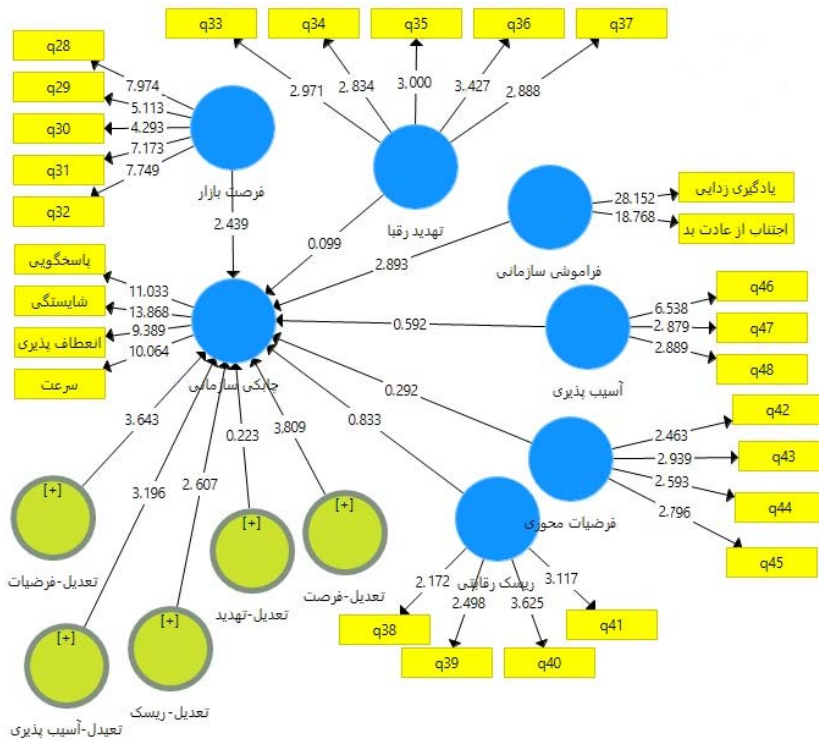 q33
q34
q35
q36
q37
q28
q29
q30
q31
q32
7.974
5.113
4.293
7.173
7.749
2.971
2.834
3.000
3.427
2.888
فرصت بازار
تهدید رقبا
2.439
0.099
2.893
28.152
18.768
یادگیری زدایی
اجتناب از عادت بد
فراموشی سازمانی
پاسخگویی
شایستگی
انعطاف پذیری
سرعت
11.033
13.868
9.389
10.064
چابکی سازمانی
0.592
6.538
2.879
2.889
q46
q47
q48
آسیب پذیری
0.292
0.833
2.463
2.939
2.593
2.796
q42
q43
q44
q45
فرضیات محوری
3.643
3.196
2.607
0.223
3.809
[+]
تعدیل-فرضیات
[+]
تعدیل-تهدید
[+]
تعدیل-فرصت
ریسک رقابتی
2.172
2.498
3.625
3.117
q38
q39
q40
q41
[+]
تعیدل-آسیب پذیری
[+]
تعدیل- ریسک